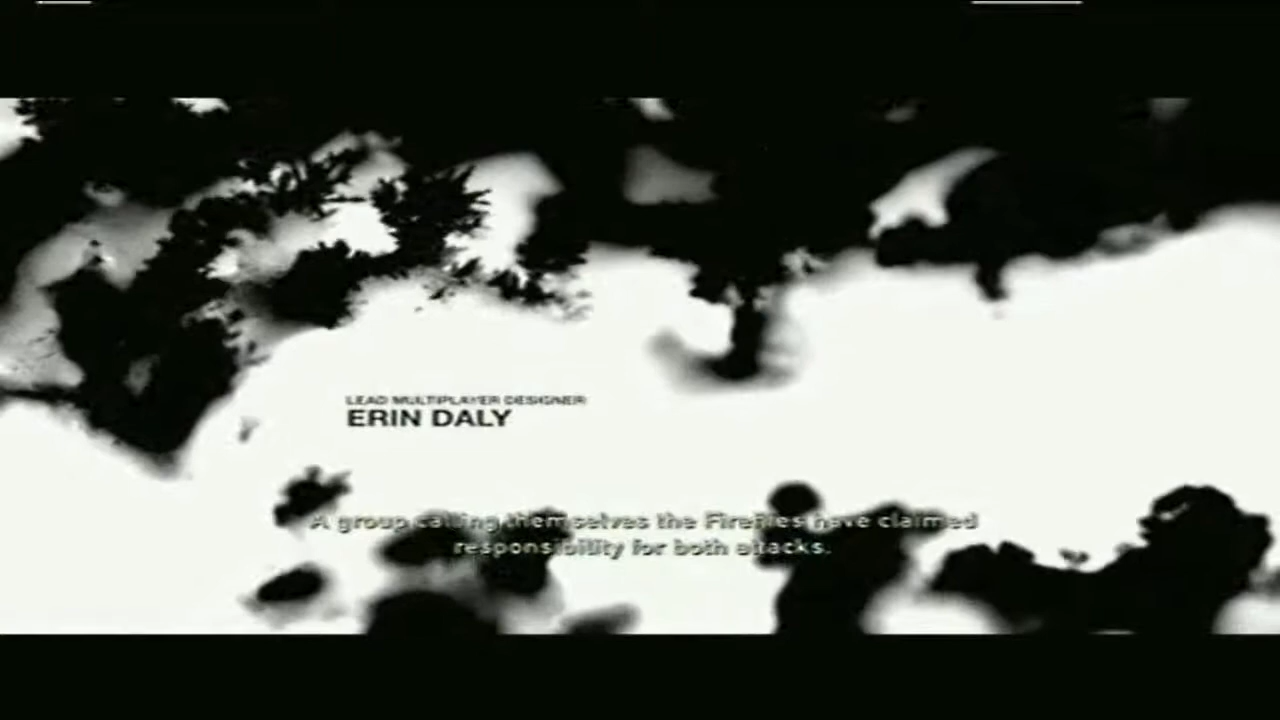 LEAD MULTIPLAYER DESIGNER
ERIN DALY
A group calling themselves the Fireflies have claimed
responsibility for both attacks.